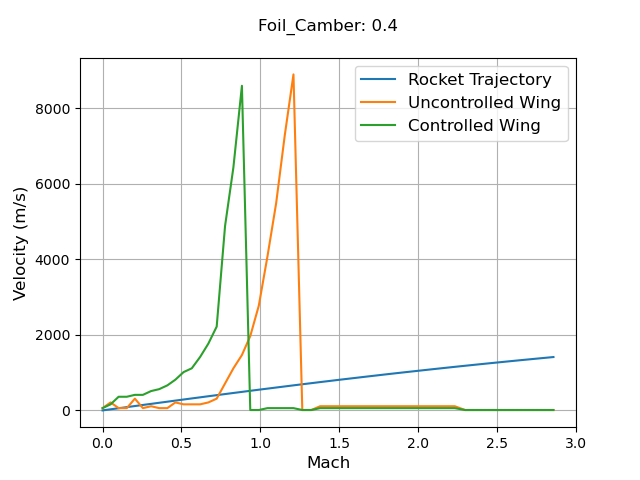 Foil_Camber: 0.4
Rocket Trajectory
Uncontrolled Wing
Controlled Wing
Velocity (m/s)
8000
6000
4000
2000
0
0.0 0.5 1.0 1.5 2.0 2.5 3.0
Mach